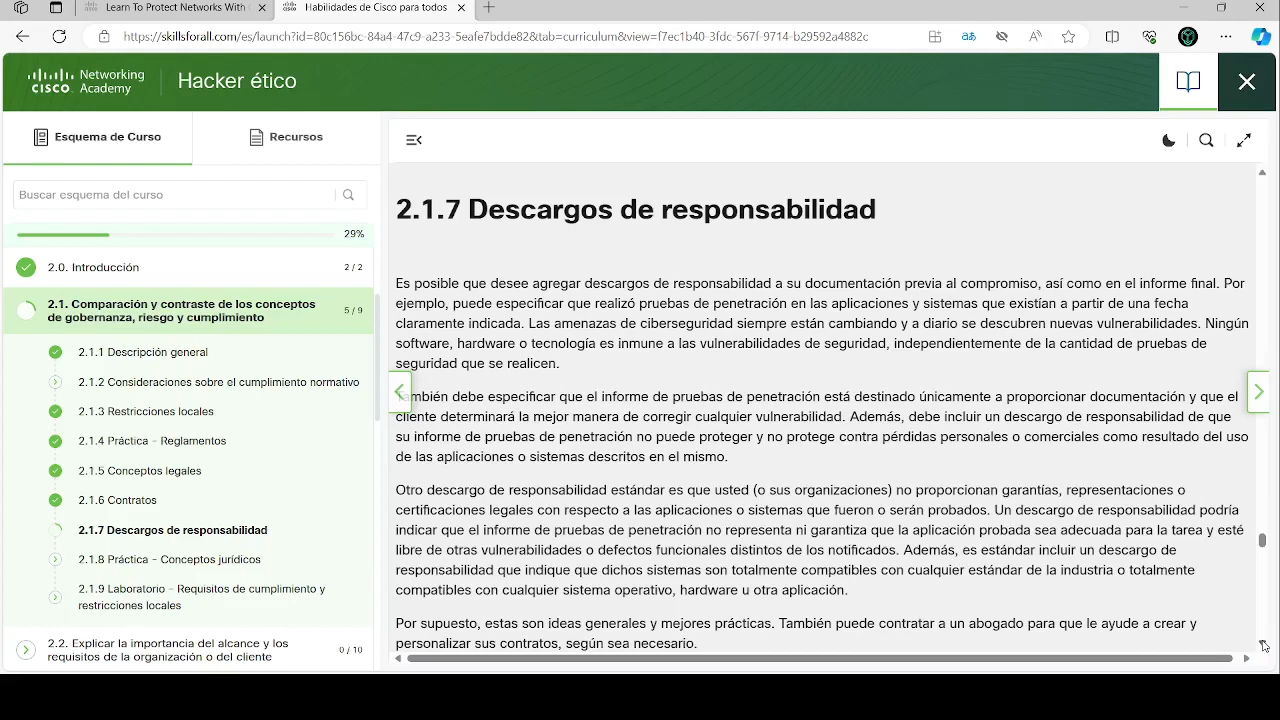 Learn To Protect Networks With
Habilidades de Cisco para todos
https://skillsforall.com/es/launch?id=80c156bc-84a4-47c9-a233-5eafe7bdde82&tab=curriculum&view=f7ec1b40-3fdc-567f-9714-b29592a4882c
Networking
CISCO Academy
Hacker ético
Esquema de Curso
Recursos
Buscar esquema del curso
29%
2.0. Introducción 2 / 2
2.1. Comparación y contraste de los conceptos
de gobernanza, riesgo y cumplimiento 5 / 9
2.1.1 Descripción general
2.1.2 Consideraciones sobre el cumplimiento normativo
2.1.3 Restricciones locales
2.1.4 Práctica - Reglamentos
2.1.5 Conceptos legales
2.1.6 Contratos
2.1.7 Descargos de responsabilidad
2.1.8 Práctica - Conceptos jurídicos
2.1.9 Laboratorio - Requisitos de cumplimiento y
restricciones locales
2.2. Explicar la importancia del alcance y los
requisitos de la organización o del cliente 0 / 10
2.1.7 Descargos de responsabilidad
Es posible que desee agregar descargos de responsabilidad a su documentación previa al compromiso, así como en el informe final. Por
ejemplo, puede especificar que realizó pruebas de penetración en las aplicaciones y sistemas que existían a partir de una fecha
claramente indicada. Las amenazas de ciberseguridad siempre están cambiando y a diario se descubren nuevas vulnerabilidades. Ningún
software, hardware o tecnología es inmune a las vulnerabilidades de seguridad, independientemente de la cantidad de pruebas de
seguridad que se realicen.
También debe especificar que el informe de pruebas de penetración está destinado únicamente a proporcionar documentación y que el
cliente determinará la mejor manera de corregir cualquier vulnerabilidad. Además, debe incluir un descargo de responsabilidad de que
su informe de pruebas de penetración no puede proteger y no protege contra pérdidas personales o comerciales como resultado del uso
de las aplicaciones o sistemas descritos en el mismo.
Otro descargo de responsabilidad estándar es que usted (o sus organizaciones) no proporcionan garantías, representaciones o
certificaciones legales con respecto a las aplicaciones o sistemas que fueron o serán probados. Un descargo de responsabilidad podría
indicar que el informe de pruebas de penetración no representa ni garantiza que la aplicación probada sea adecuada para la tarea y esté
libre de otras vulnerabilidades o defectos funcionales distintos de los notificados. Además, es estándar incluir un descargo de
responsabilidad que indique que dichos sistemas son totalmente compatibles con cualquier estándar de la industria o totalmente
compatibles con cualquier sistema operativo, hardware u otra aplicación.
Por supuesto, estas son ideas generales y mejores prácticas. También puede contratar a un abogado para que le ayude a crear y
personalizar sus contratos, según sea necesario.